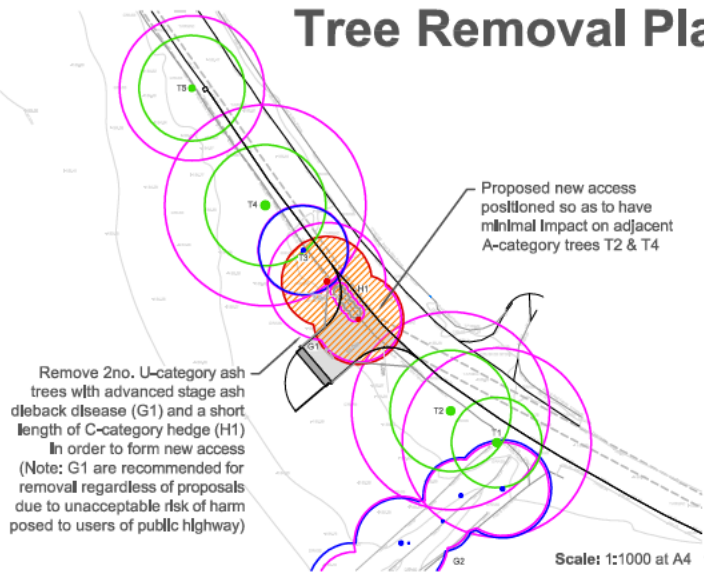 Tree Removal Pla
T5
T4
Proposed new access
positioned so as to have
minimal impact on adjacent
A-category trees T2 & T4
T3
H1
G1
Remove 2no. U-category ash
trees with advanced stage ash
dieback disease (G1) and a short
length of C-category hedge (H1)
in order to form new access
(Note: G1 are recommended for
removal regardless of proposals
due to unacceptable risk of harm
posed to users of public highway)
T2
T1
G2
Scale: 1:1000 at A4